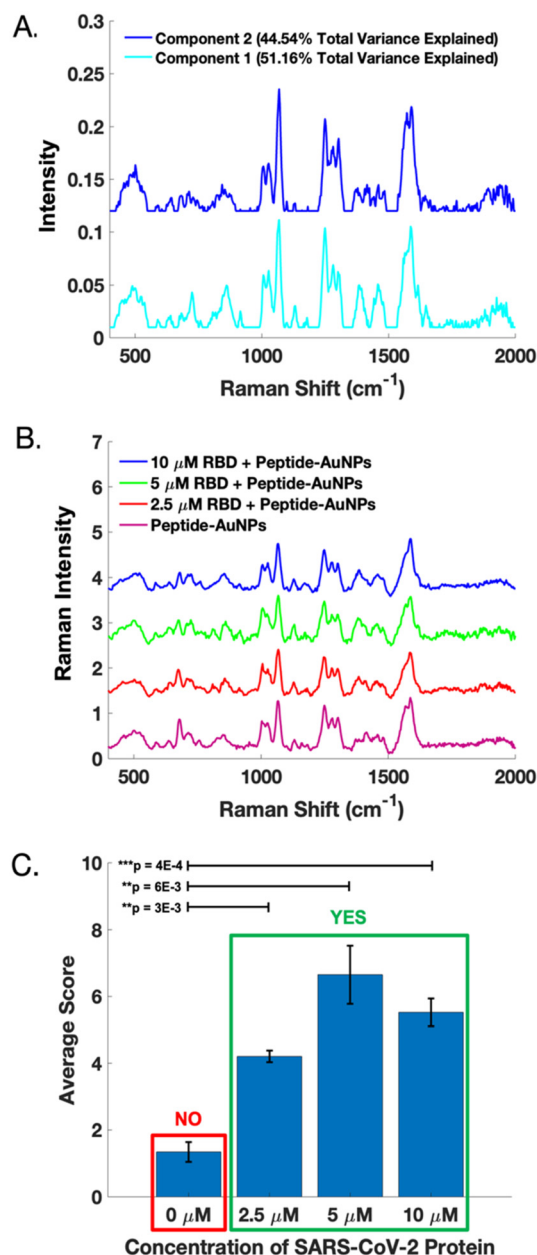 A.
Component 2 (44.54% Total Variance Explained)
Component 1 (51.16% Total Variance Explained)
0.3
0.25
0.2
0.15
0.1
0.05
0
Intensity
500 1000 1500 2000
Raman Shift (cm-1)
B.
10 μM RBD + Peptide-AuNPs
5 μM RBD + Peptide-AuNPs
2.5 μM RBD + Peptide-AuNPs
Peptide-AuNPs
7
6
5
4
3
2
1
0
Raman Intensity
500 1000 1500 2000
Raman Shift (cm-1)
C.
10
8
6
4
2
0
Average Score
***p = 4E-4
**p = 6E-3
**p = 3E-3
YES
NO
0 μM 2.5 μM 5 μM 10 μM
Concentration of SARS-CoV-2 Protein